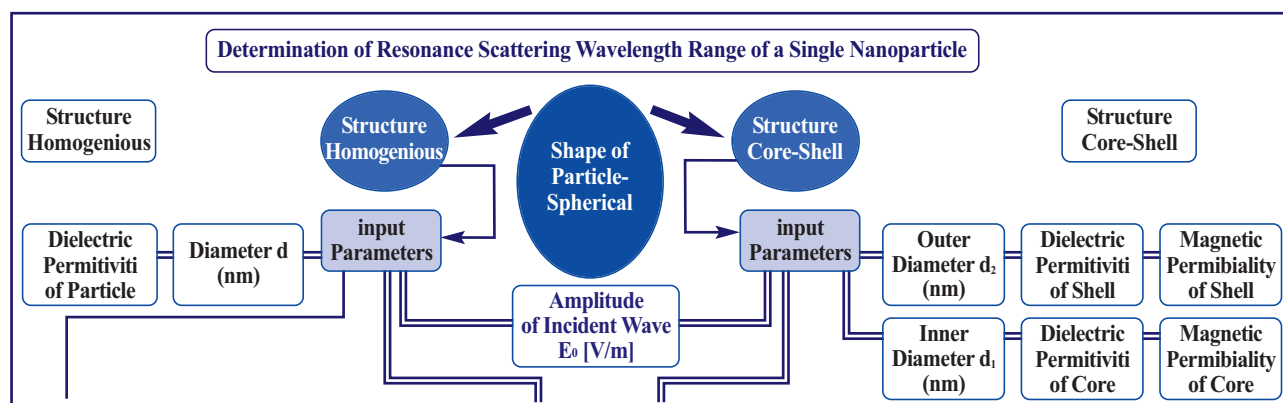 Determination of Resonance Scattering Wavelength Range of a Single Nanoparticle
Structure
Homogenious
Structure
Homogenious
Shape of
Particle-
Spherical
Structure
Core-Shell
Structure
Core-Shell
Dielectric
Permitiviti
of Particle
Diameter d
(nm)
input
Parameters
input
Parameters
Outer
Diameter d₂
(nm)
Dielectric
Permitiviti
of Shell
Magnetic
Permibiality
of Shell
Amplitude
of Incident Wave
E₀ [V/m]
Inner
Diameter d₁
(nm)
Dielectric
Permitiviti
of Core
Magnetic
Permibiality
of Core